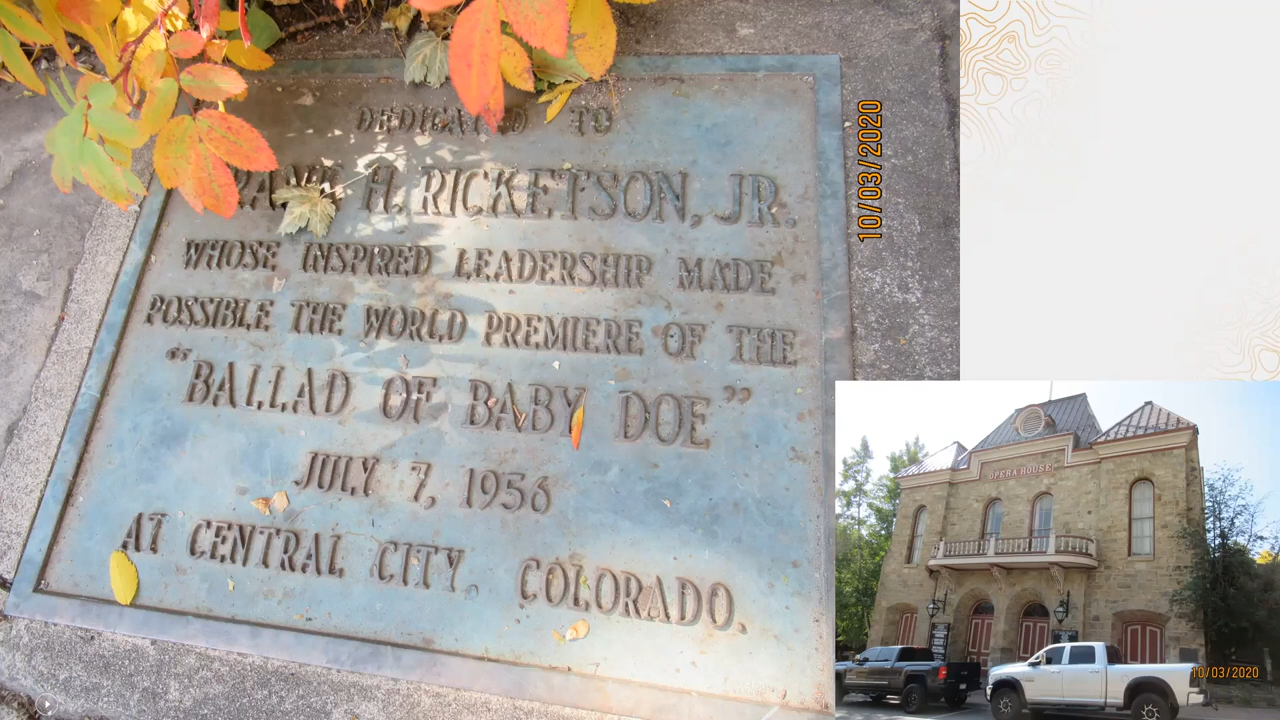 DEDICATED TO
FRANK H. RICKETSON, JR.
WHOSE INSPIRED LEADERSHIP MADE
POSSIBLE THE WORLD PREMIERE OF THE
"BALLAD OF BABY DOE"
JULY 7, 1956
AT CENTRAL CITY, COLORADO.
10/03/2020
OPERA HOUSE
10/03/2020